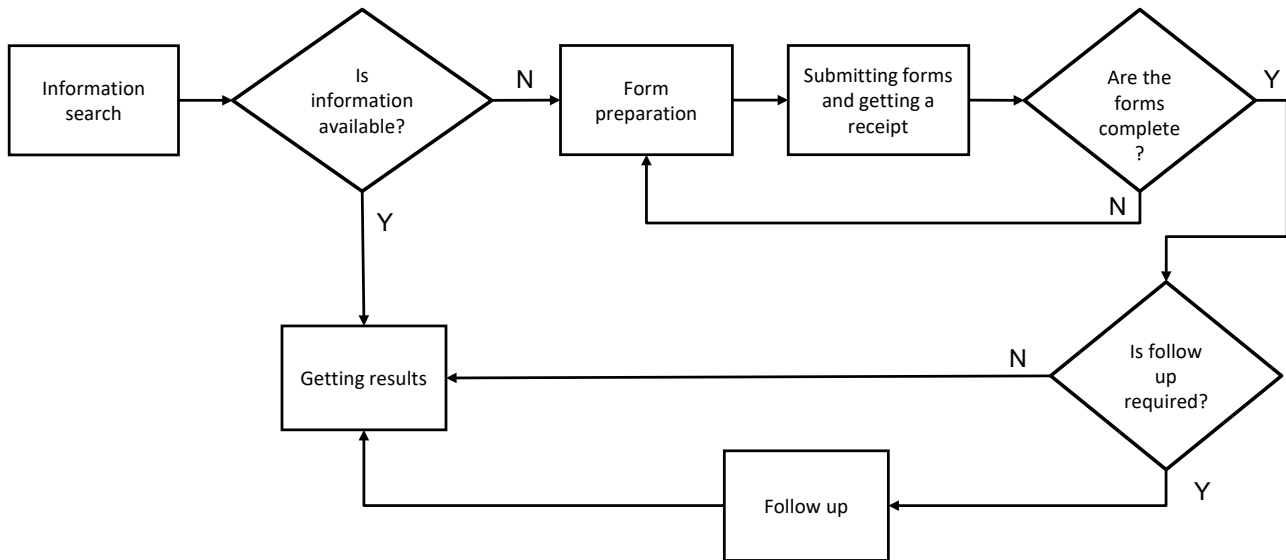 Information
search
Is
information
available?
N
Form
preparation
Submitting forms
and getting a
receipt
Are the
forms
complete
?
Y
N
Y
Getting results
N
Is follow
up
required?
Follow up
Y